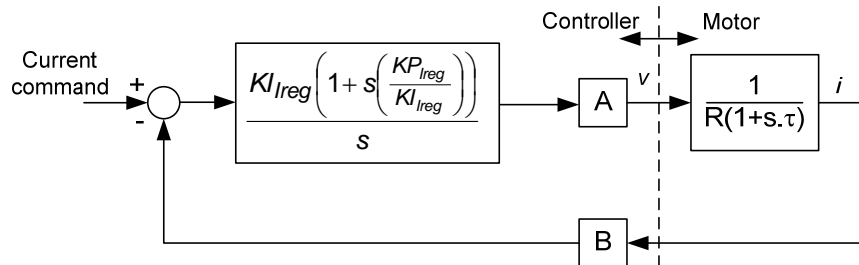 Controller Motor
Current
command
+
-
KI_Ireg(1 + s(KP_Ireg/KI_Ireg))
s
A
v
1
R(1+s.τ)
i
B